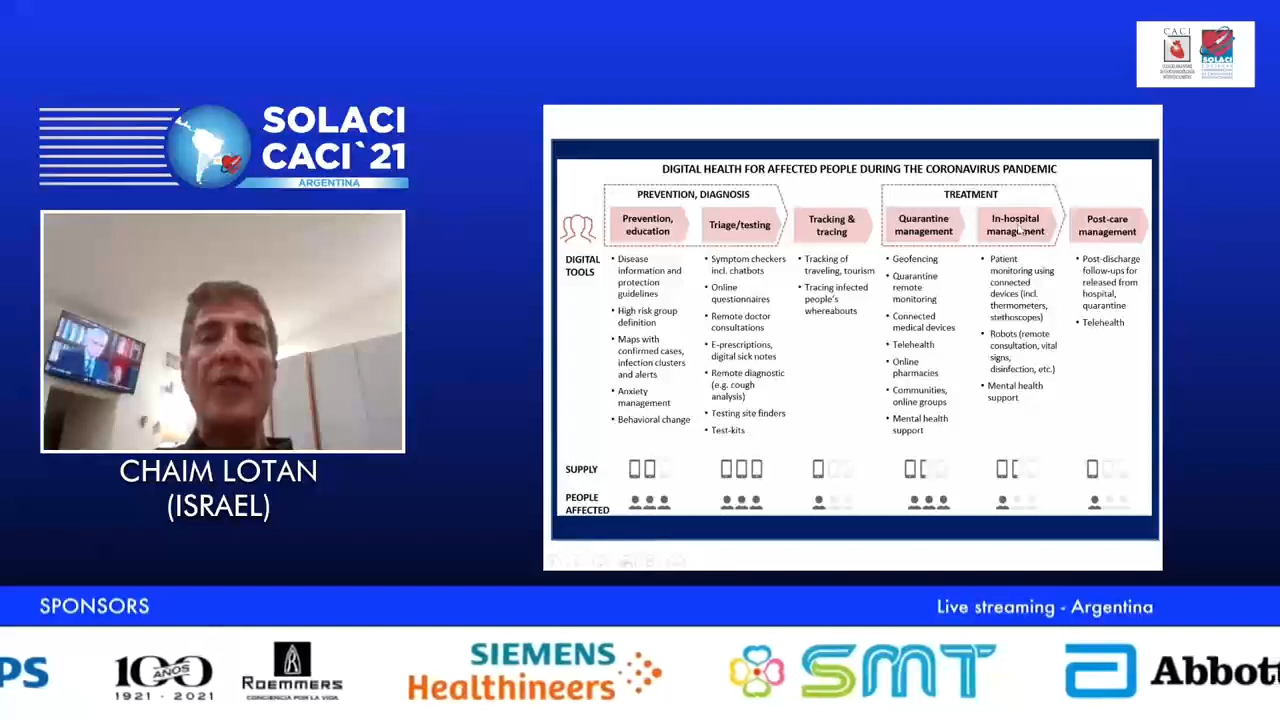 CACI
SOLACI
SOLACI
CACI`21
ARGENTINA
CHAIM LOTAN
(ISRAEL)
DIGITAL HEALTH FOR AFFECTED PEOPLE DURING THE CORONAVIRUS PANDEMIC
PREVENTION, DIAGNOSIS
TREATMENT
Prevention,
education
Triage/testing
Tracking &
tracing
Quarantine
management
In-hospital
management
Post-care
management
DIGITAL
TOOLS
• Disease
information and
protection
guidelines
• High risk group
definition
• Maps with
confirmed cases,
infection clusters
and alerts
• Anxiety
management
• Behavioral change
• Symptom checkers
incl. chatbots
• Online
questionnaires
• Remote doctor
consultations
• E-prescriptions,
digital sick notes
• Remote diagnostic
(e.g. cough
analysis)
• Testing site finders
• Test-kits
• Tracking of
traveling, tourism
• Tracing infected
people's
whereabouts
• Geofencing
• Quarantine
remote
monitoring
• Connected
medical devices
• Telehealth
• Online
pharmacies
• Communities,
online groups
• Mental health
support
• Patient
monitoring using
connected
devices (incl.
thermometers,
stethoscopes)
• Robots (remote
consultation, vital
signs,
disinfection, etc.)
• Mental health
support
• Post-discharge
follow-ups for
released from
hospital,
quarantine
• Telehealth
SUPPLY
PEOPLE
AFFECTED
SPONSORS
Live streaming - Argentina
PS
100
AÑOS
1921 - 2021
ROEMMERS
CONCIENCIA POR LA VIDA
SIEMENS
Healthineers
SMT
Abbott